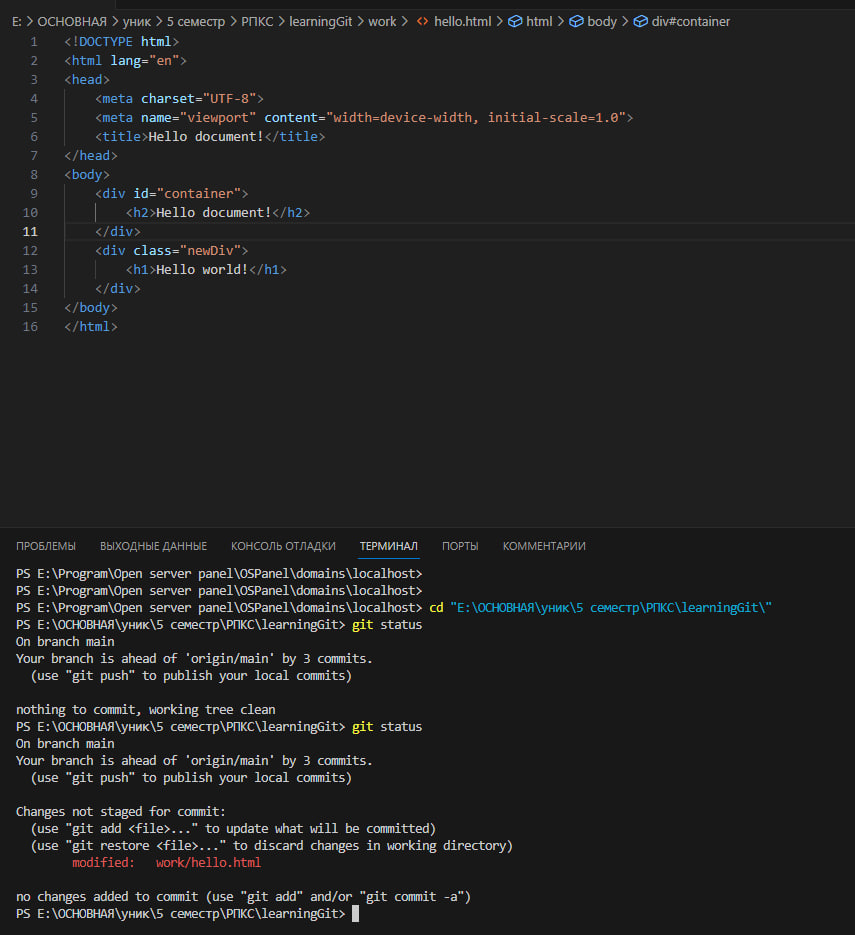 E: > ОСНОВНАЯ > уник > 5 семестр > РПКС > learningGit > work > <> hello.html > html > body > div#container
1 <!DOCTYPE html>
2 <html lang="en">
3 <head>
4 <meta charset="UTF-8">
5 <meta name="viewport" content="width=device-width, initial-scale=1.0">
6 <title>Hello document!</title>
7 </head>
8 <body>
9 <div id="container">
10 <h2>Hello document!</h2>
11 </div>
12 <div class="newDiv">
13 <h1>Hello world!</h1>
14 </div>
15 </body>
16 </html>
ПРОБЛЕМЫ ВЫХОДНЫЕ ДАННЫЕ КОНСОЛЬ ОТЛАДКИ ТЕРМИНАЛ ПОРТЫ КОММЕНТАРИИ
PS E:\Program\Open server panel\OSPanel\domains\localhost>
PS E:\Program\Open server panel\OSPanel\domains\localhost>
PS E:\Program\Open server panel\OSPanel\domains\localhost> cd "E:\ОСНОВНАЯ\уник\5 семестр\РПКС\learningGit\"
PS E:\ОСНОВНАЯ\уник\5 семестр\РПКС\learningGit> git status
On branch main
Your branch is ahead of 'origin/main' by 3 commits.
(use "git push" to publish your local commits)
nothing to commit, working tree clean
PS E:\ОСНОВНАЯ\уник\5 семестр\РПКС\learningGit> git status
On branch main
Your branch is ahead of 'origin/main' by 3 commits.
(use "git push" to publish your local commits)
Changes not staged for commit:
(use "git add <file>..." to update what will be committed)
(use "git restore <file>..." to discard changes in working directory)
modified: work/hello.html
no changes added to commit (use "git add" and/or "git commit -a")
PS E:\ОСНОВНАЯ\уник\5 семестр\РПКС\learningGit>